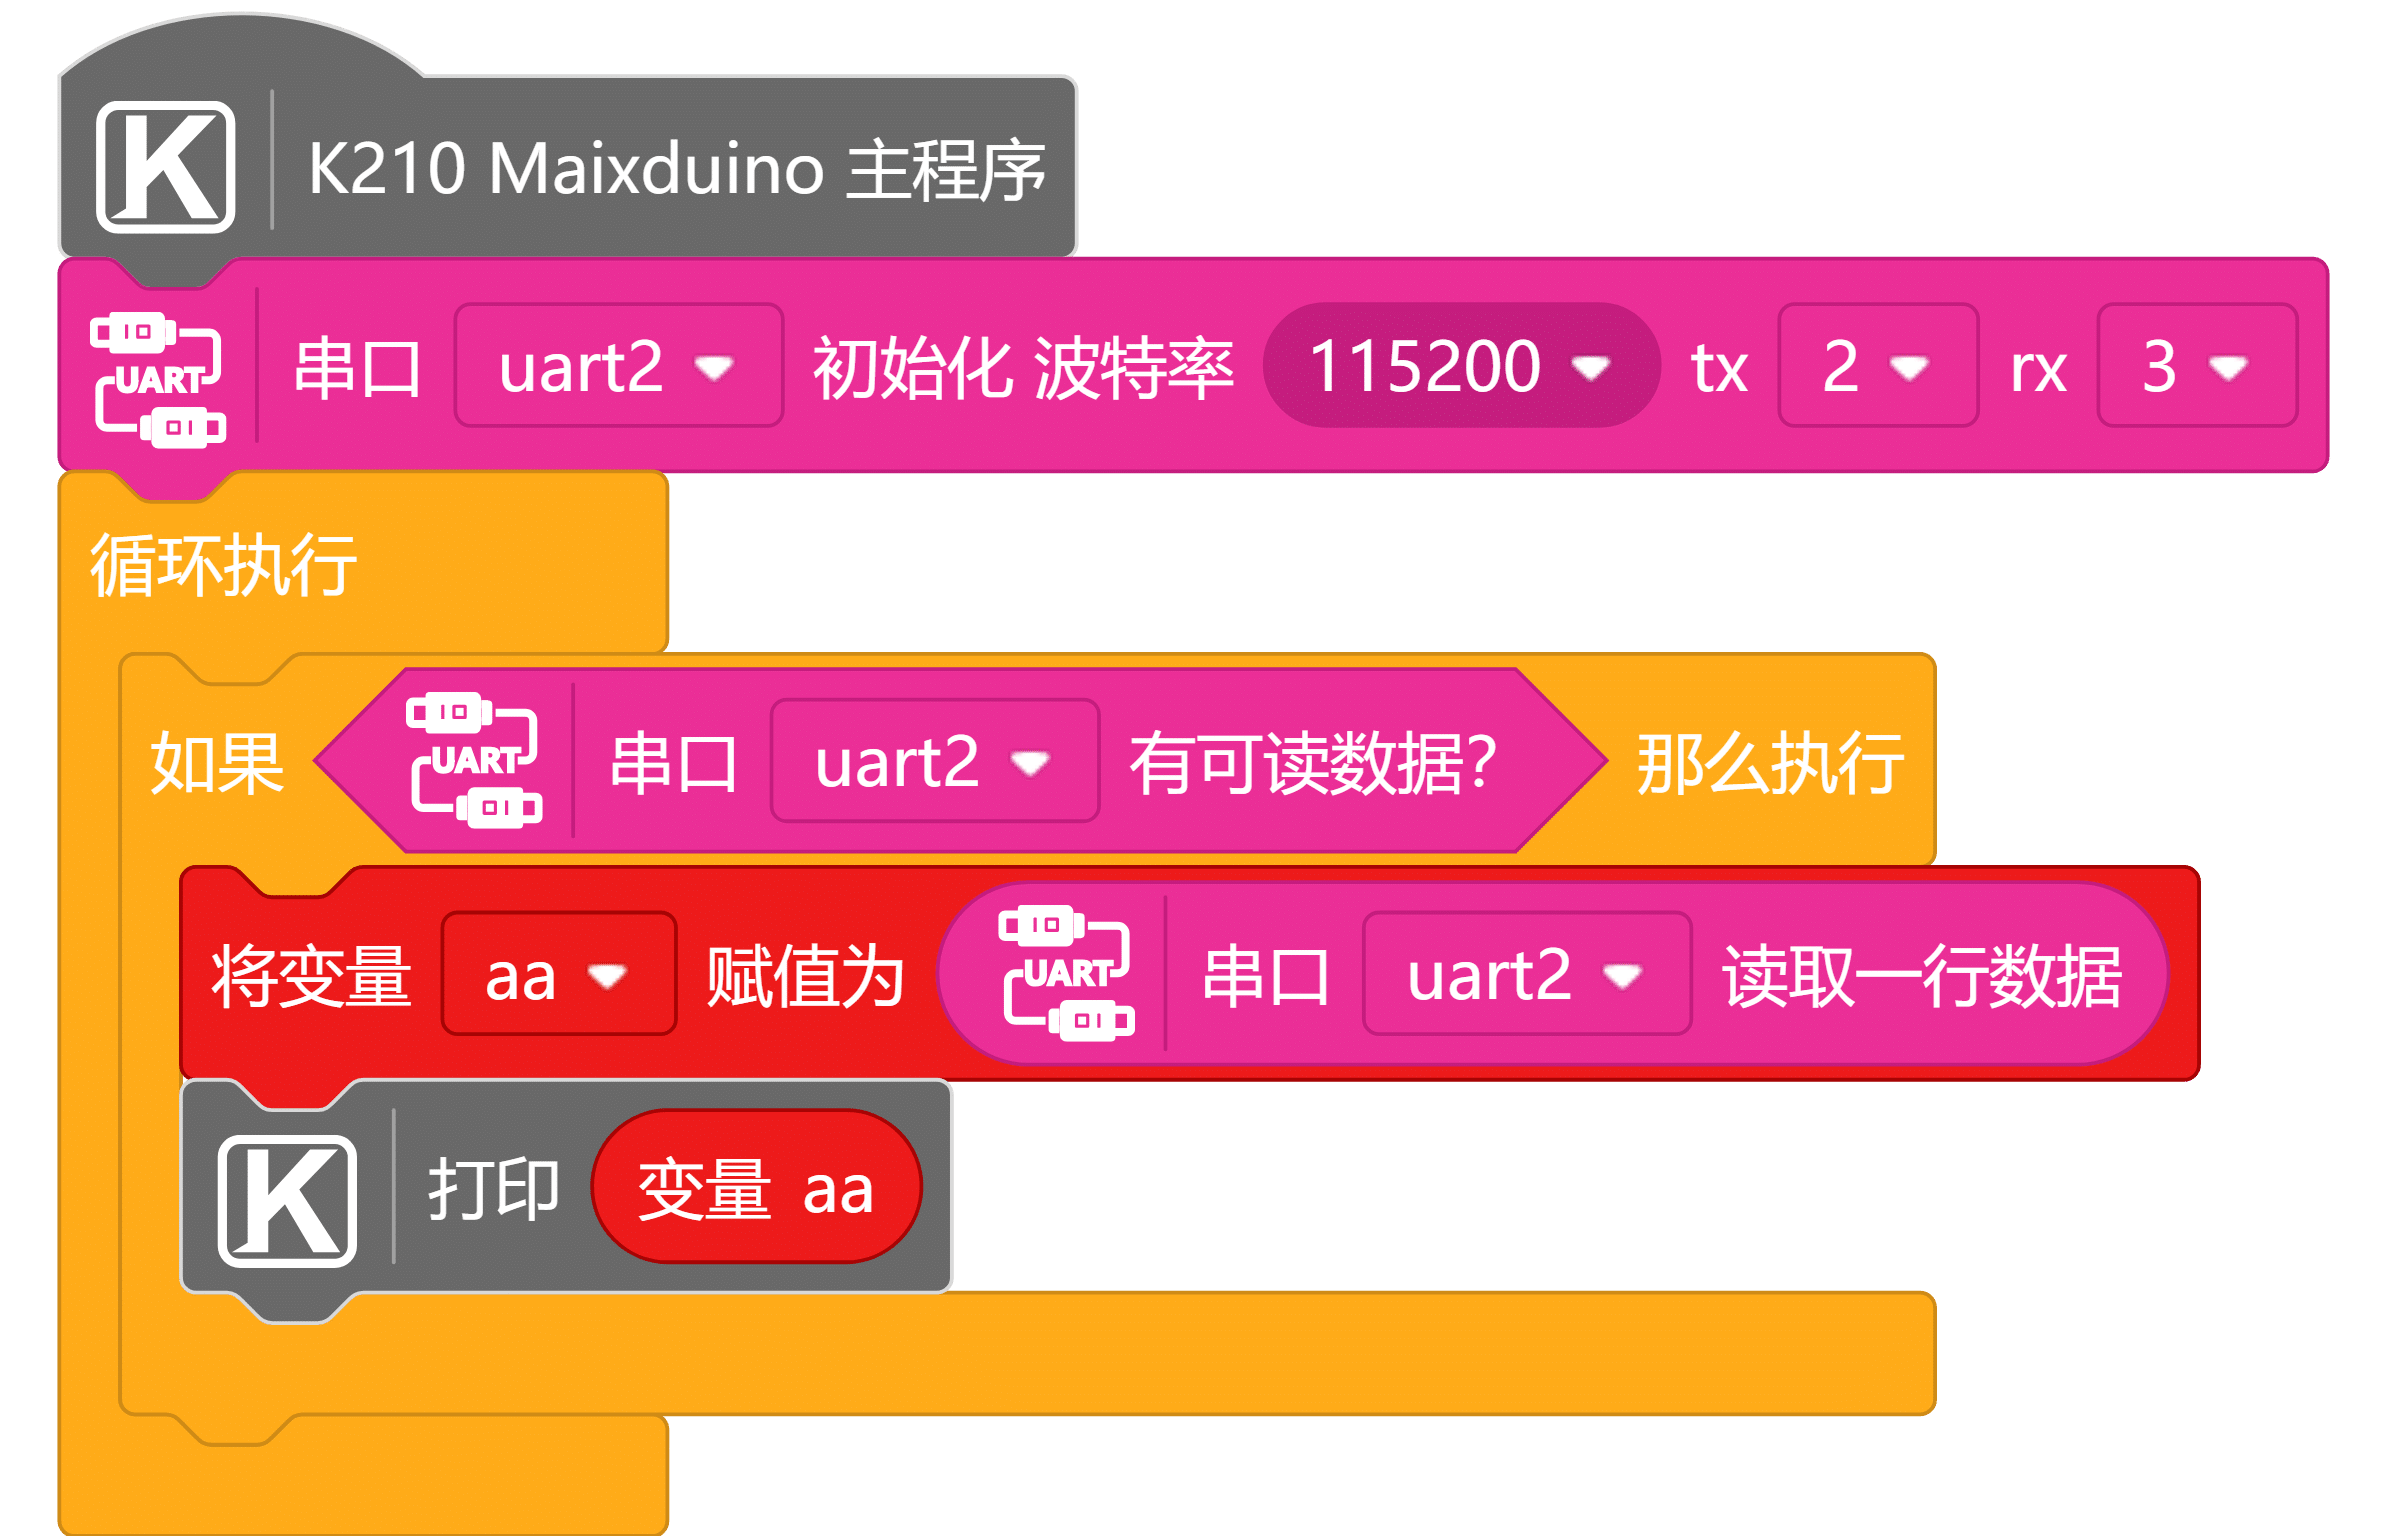 K K210 Maixduino 主程序
UART 串口 uart2 初始化 波特率 115200 tx 2 rx 3
循环执行
如果 UART 串口 uart2 有可读数据? 那么执行
将变量 aa 赋值为 UART 串口 uart2 读取一行数据
K 打印 变量 aa